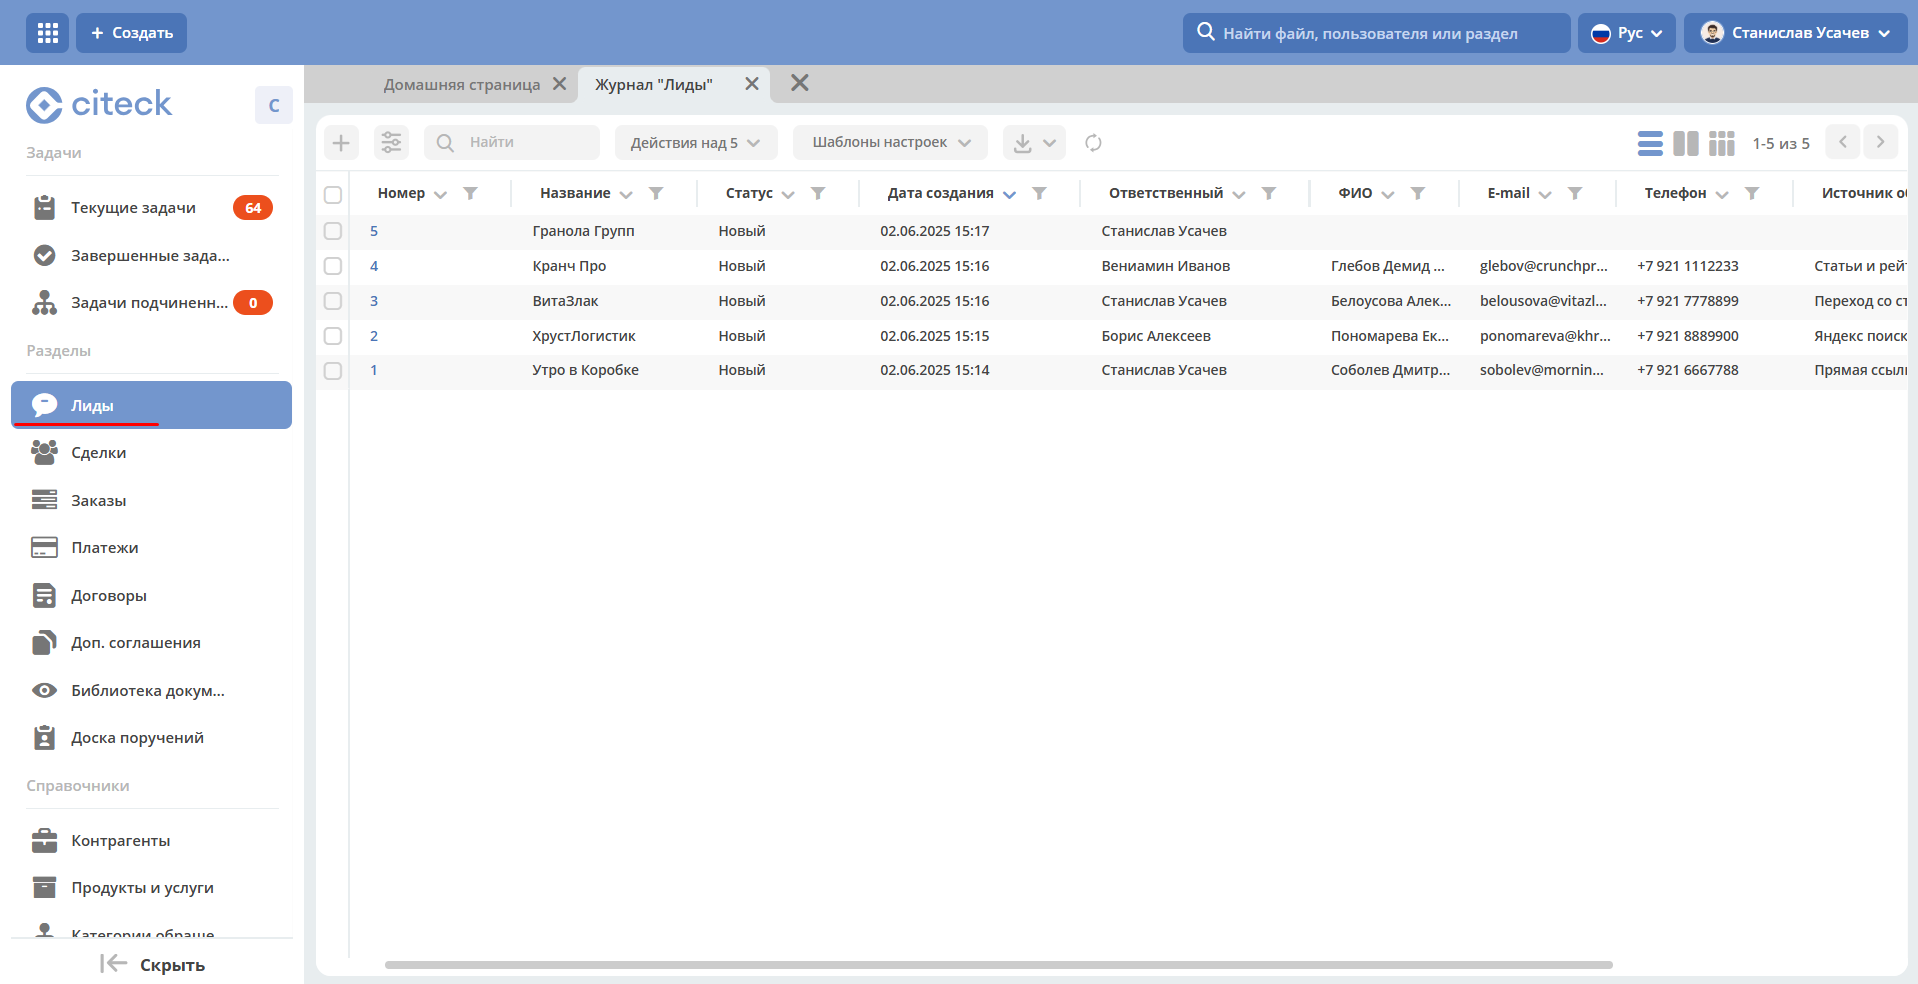 Создать
Найти файл, пользователя или раздел
Рус
Станислав Усачев
citeck
C
Домашняя страница
Журнал "Лиды"
Задачи
Текущие задачи 64
Завершенные зада...
Задачи подчиненн... 0
Разделы
Лиды
Сделки
Заказы
Платежи
Договоры
Доп. соглашения
Библиотека докум...
Доска поручений
Справочники
Контрагенты
Продукты и услуги
Категории обраще
Скрыть
Найти
Действия над 5
Шаблоны настроек
1-5 из 5
Номер Название Статус Дата создания Ответственный ФИО E-mail Телефон Источник об
5 Гранола Групп Новый 02.06.2025 15:17 Станислав Усачев
4 Кранч Про Новый 02.06.2025 15:16 Вениамин Иванов Глебов Демид ... glebov@crunchpr... +7 921 1112233 Статьи и рей
3 ВитаЗлак Новый 02.06.2025 15:16 Станислав Усачев Белоусова Алек... belousova@vitazl... +7 921 7778899 Переход со ст
2 ХрустЛогистик Новый 02.06.2025 15:15 Борис Алексеев Пономарева Ек... ponomareva@khr... +7 921 8889900 Яндекс поиск
1 Утро в Коробке Новый 02.06.2025 15:14 Станислав Усачев Соболев Дмитр... sobolev@mornin... +7 921 6667788 Прямая ссыл